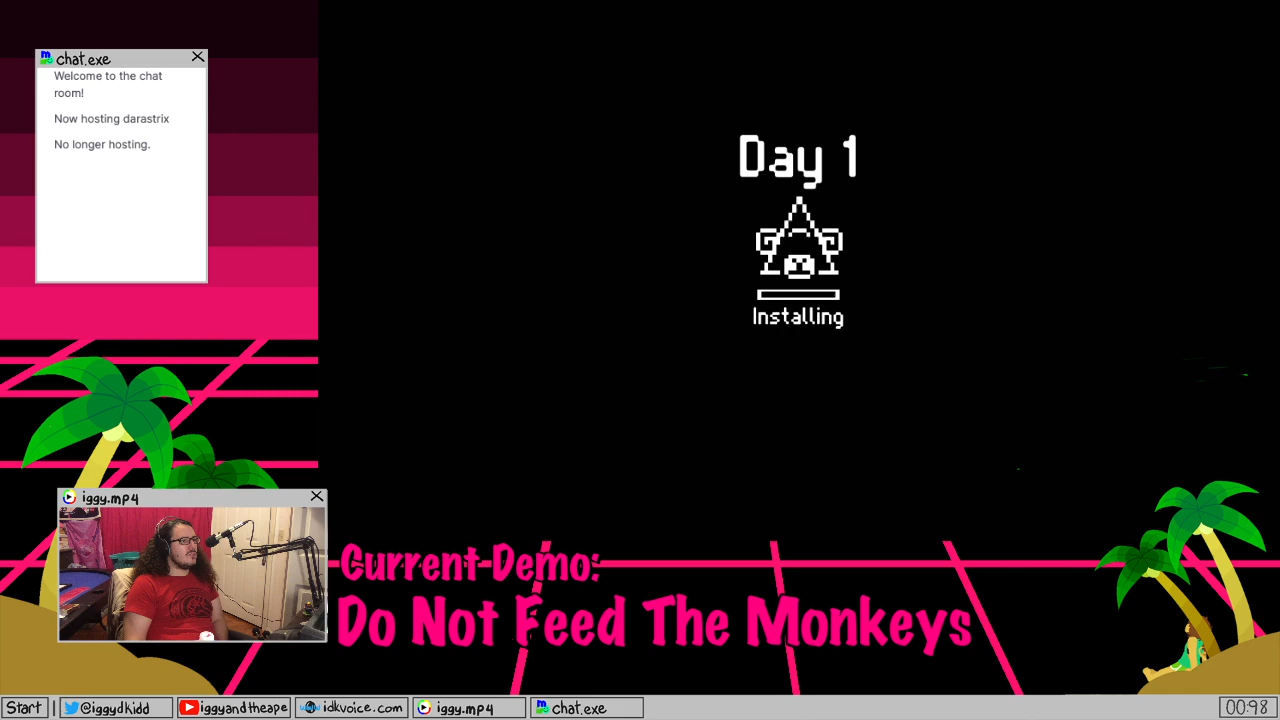 chat.exe
Welcome to the chat
room!
Now hosting darastrix
No longer hosting.
Day 1
Installing
iggy.mp4
Current Demo:
Do Not Feed The Monkeys
Start
@iggydkidd
iggyandtheape
idkvoice.com
iggy.mp4
chat.exe
00:98